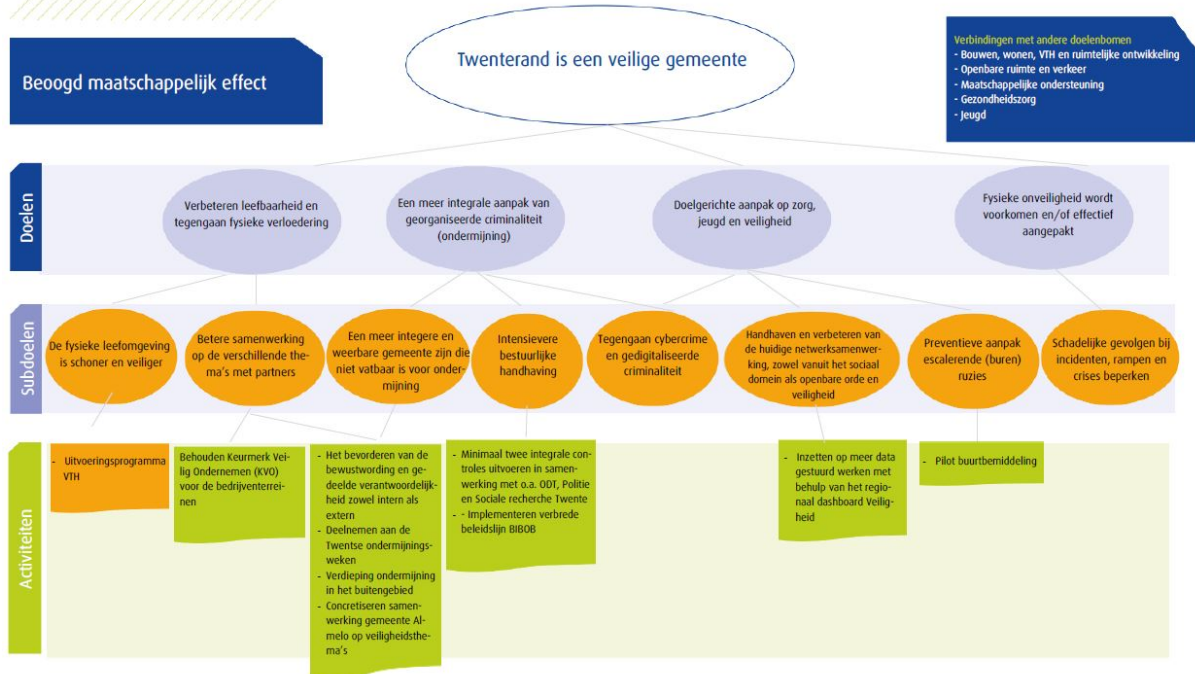 Beoogd maatschappelijk effect
Twenterand is een veilige gemeente
Verbindingen met andere doelenbomen
- Bouwen, wonen, VTH en ruimtelijke ontwikkeling
- Openbare ruimte en verkeer
- Maatschappelijke ondersteuning
- Gezondheidszorg
- Jeugd
Doelen
Verbeteren leefbaarheid en
tegengaan fysieke verloedering
Een meer integrale aanpak van
georganiseerde criminaliteit
(ondermijning)
Doelgerichte aanpak op zorg,
jeugd en veiligheid
Fysieke onveiligheid wordt
voorkomen en/of effectief
aangepakt
Subdoelen
De fysieke leefomgeving
is schoner en veiliger
Betere samenwerking
op de verschillende the-
ma's met partners
Een meer integere en
weerbare gemeente zijn die
niet vatbaar is voor onder-
mijning
Intensievere
bestuurlijke
handhaving
Tegengaan cybercrime
en gedigitaliseerde
criminaliteit
Handhaven en verbeteren van
de huidige netwerksamenwer-
king, zowel vanuit het sociaal
domein als openbare orde en
veiligheid
Preventieve aanpak
escalerende (buren)
ruzies
Schadelijke gevolgen bij
incidenten, rampen en
crises beperken
Activiteiten
- Uitvoeringsprogramma
VTH
Behouden Keurmerk Vei-
lig Ondernemen (KVO)
voor de bedrijventerrei-
nen
- Het bevorderen van de
bewustwording en ge-
deelde verantwoordelijk-
heid zowel intern als
extern
- Deelnemen aan de
Twentse ondermijnings-
weken
- Verdieping ondermijning
in het buitengebied
- Concretiseren samen-
werking gemeente Al-
melo op veiligheidsthe-
ma's
- Minimaal twee integrale con-
troles uitvoeren in samen-
werking met o.a. ODT, Politie
en Sociale recherche Twente
- - Implementeren verbrede
beleidslijn BIBOB
- Inzetten op meer data
gestuurd werken met
behulp van het regio-
naal dashboard Veilig-
heid
- Pilot buurtbemiddeling